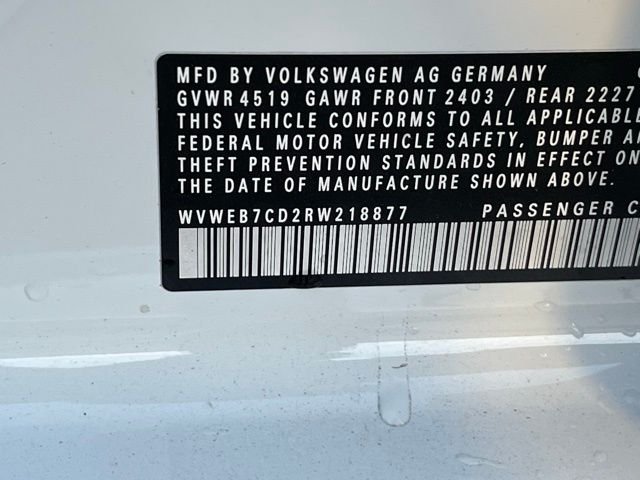 MFD BY VOLKSWAGEN AG GERMANY
GVWR 4519 GAWR FRONT 2403 / REAR 2227
THIS VEHICLE CONFORMS TO ALL APPLICABLE
FEDERAL MOTOR VEHICLE SAFETY, BUMPER
THEFT PREVENTION STANDARDS IN EFFECT ON
THE DATE OF MANUFACTURE SHOWN ABOVE.
WVWEB7CD2RW218877 PASSENGER C